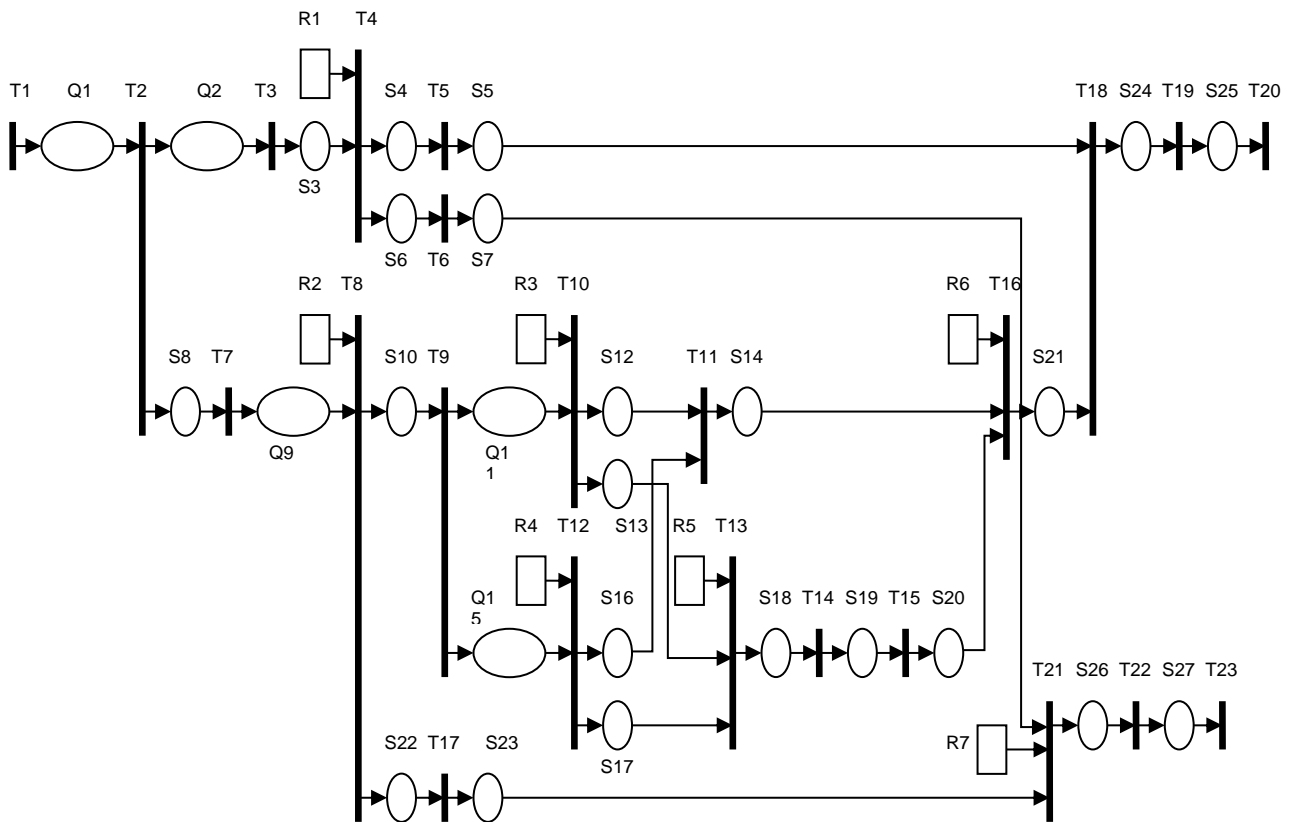 R1 T4
T1 Q1 T2 Q2 T3 S4 T5 S5 T18 S24 T19 S25 T20
S3
S6 T6 S7
R2 T8 R3 T10 R6 T16
S8 T7 S10 T9 S12 T11 S14 S21
Q9 Q1
1
R4 T12 S13 R5 T13
Q1 S16 S18 T14 S19 T15 S20
5
T21 S26 T22 S27 T23
S22 T17 S23 R7
S17